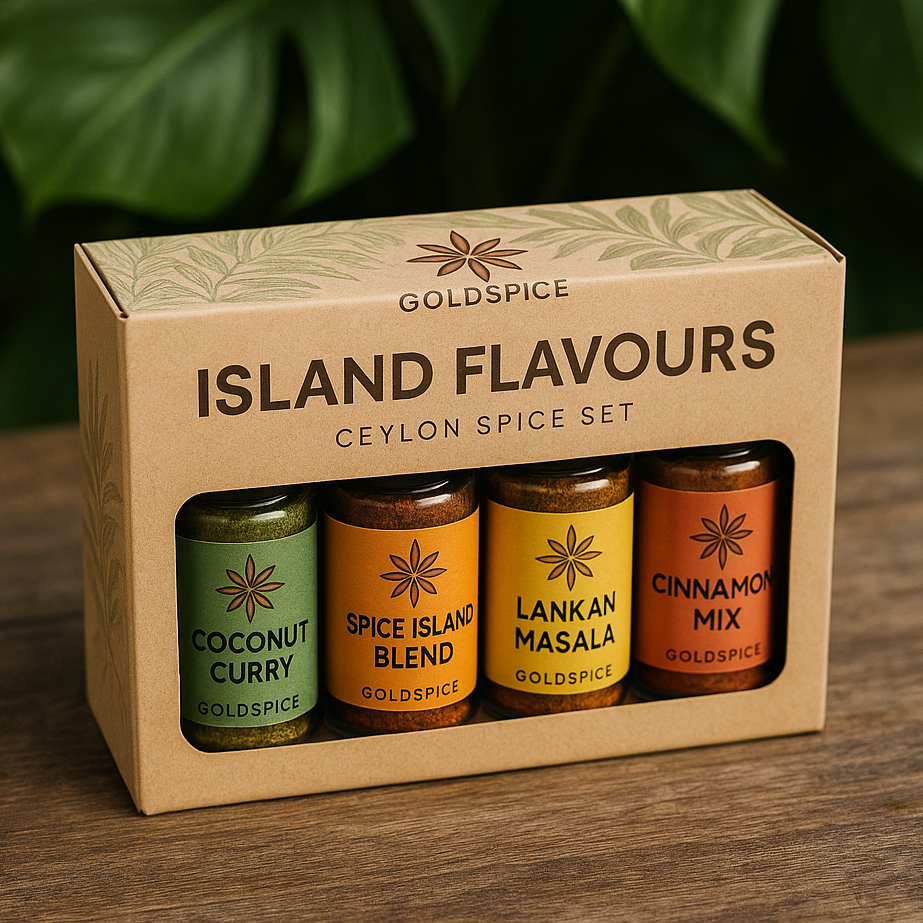 GOLDSPICE
ISLAND FLAVOURS
CEYLON SPICE SET
COCONUT
CURRY
GOLDSPICE
SPICE ISLAND
BLEND
GOLDSPICE
LANKAN
MASALA
GOLDSPICE
CINNAMON
MIX
GOLDSPICE